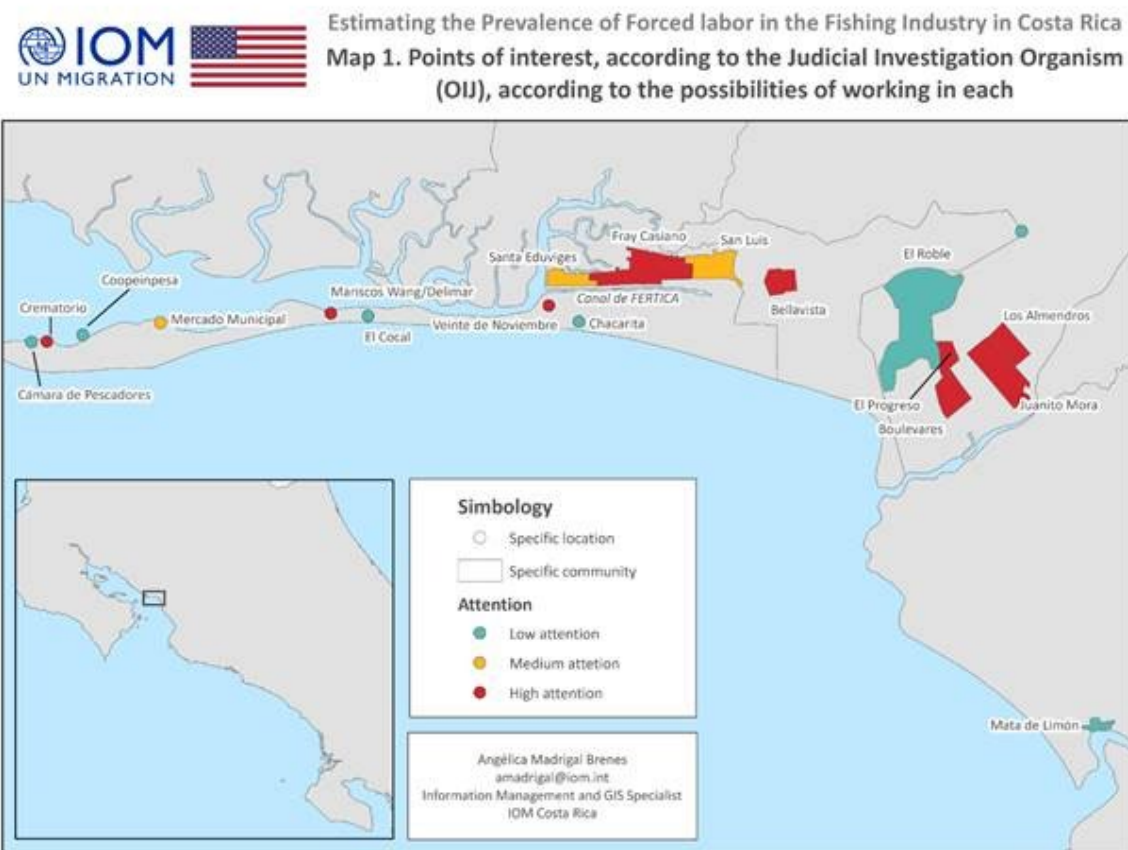 IOM
UN MIGRATION
Estimating the Prevalence of Forced labor in the Fishing Industry in Costa Rica
Map 1. Points of interest, according to the Judicial Investigation Organism
(OIJ), according to the possibilities of working in each
Fray Casiano
San Luis
Santa Eduviges
El Roble
Coopeinpesa
Crematorio
Mariscos Wang/Delimar
Canal de FERTICA
Bellavista
Mercado Municipal
Veinte de Noviembre
Chacarita
Los Almendros
El Cocal
Cámara de Pescadores
El Progreso
Juanito Mora
Boulevares
Simbology
Specific location
Specific community
Attention
Low attention
Medium attetion
High attention
Mata de Limón
Angélica Madrigal Brenes
amadrigal@iom.int
Information Management and GIS Specialist
IOM Costa Rica